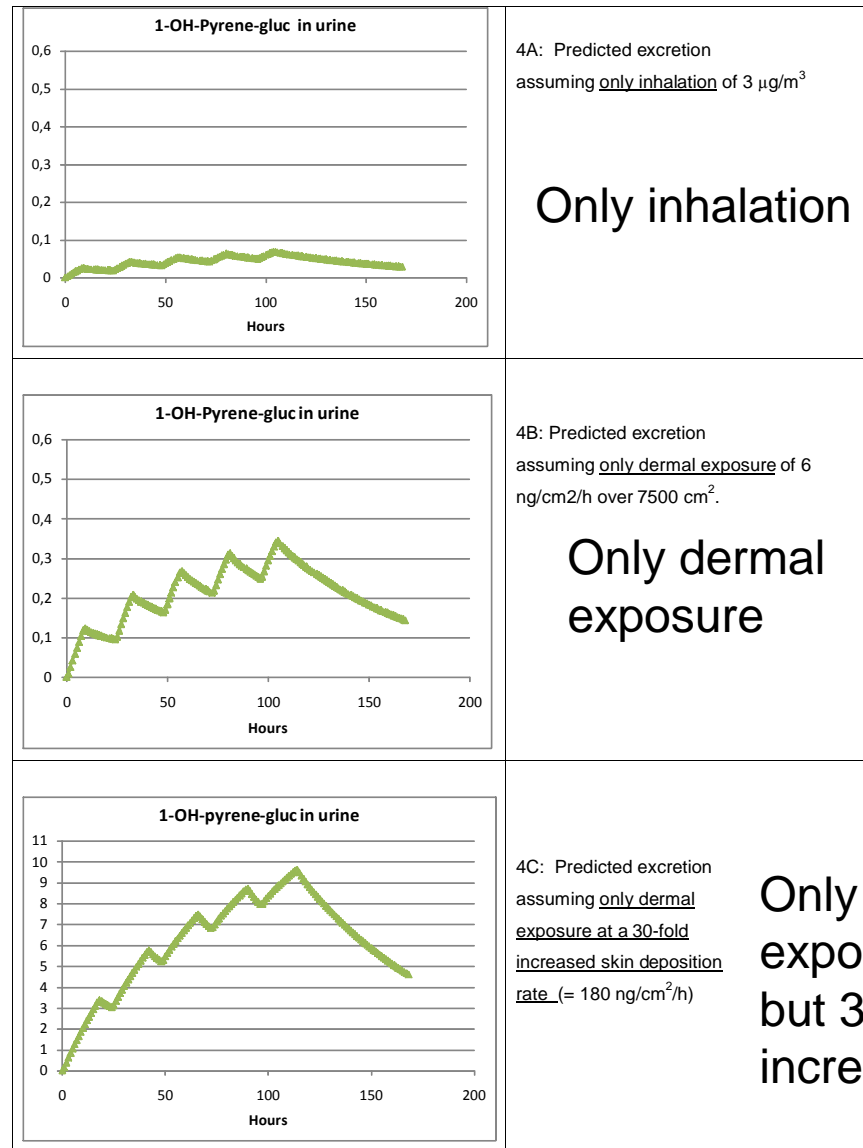 1-OH-Pyrene-gluc in urine
0,6
0,5
0,4
0,3
0,2
0,1
0
0 50 100 150 200
Hours
4A: Predicted excretion
assuming only inhalation of 3 μg/m³
Only inhalation
1-OH-Pyrene-gluc in urine
0,6
0,5
0,4
0,3
0,2
0,1
0
0 50 100 150 200
Hours
4B: Predicted excretion
assuming only dermal exposure of 6
ng/cm2/h over 7500 cm².
Only dermal
exposure
1-OH-pyrene-gluc in urine
11
10
9
8
7
6
5
4
3
2
1
0
0 50 100 150 200
Hours
4C: Predicted excretion
assuming only dermal
exposure at a 30-fold
increased skin deposition
rate (= 180 ng/cm²/h)
Only
expo
but 3
incre